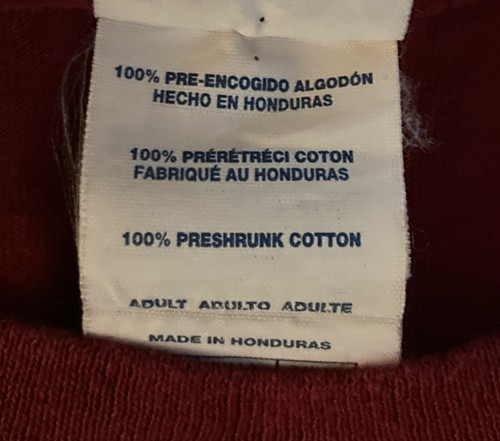 100% PRE-ENCOGIDO ALGODÓN
HECHO EN HONDURAS
100% PRÉRÉTRÉCI COTON
FABRIQUÉ AU HONDURAS
100% PRESHRUNK COTTON
ADULT ADULTO ADULTE
MADE IN HONDURAS